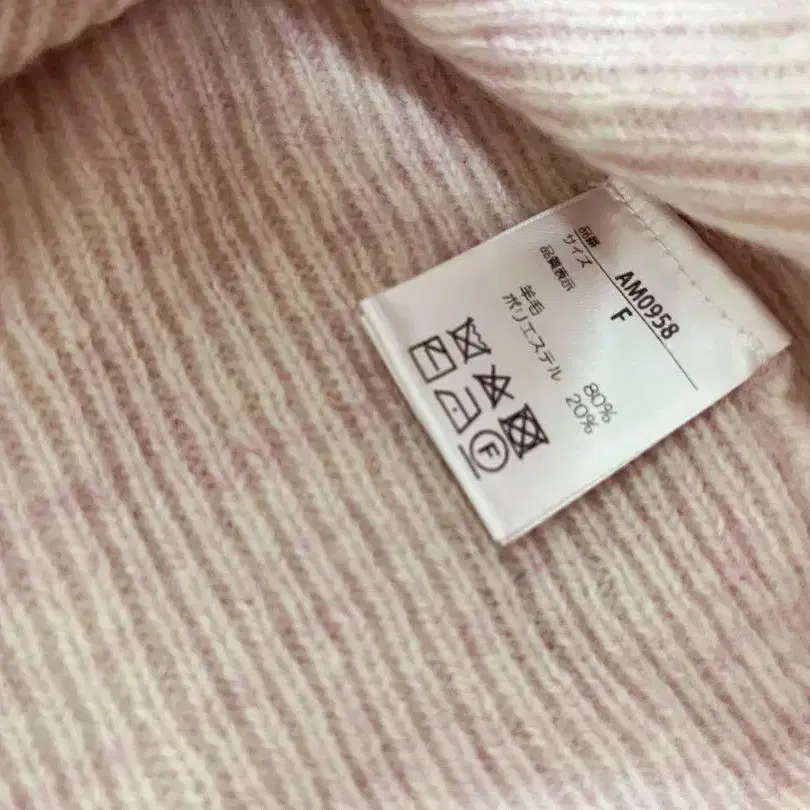 品番 AM0958
サイズ F
品質表示
羊毛 80%
ポリエステル 20%
F